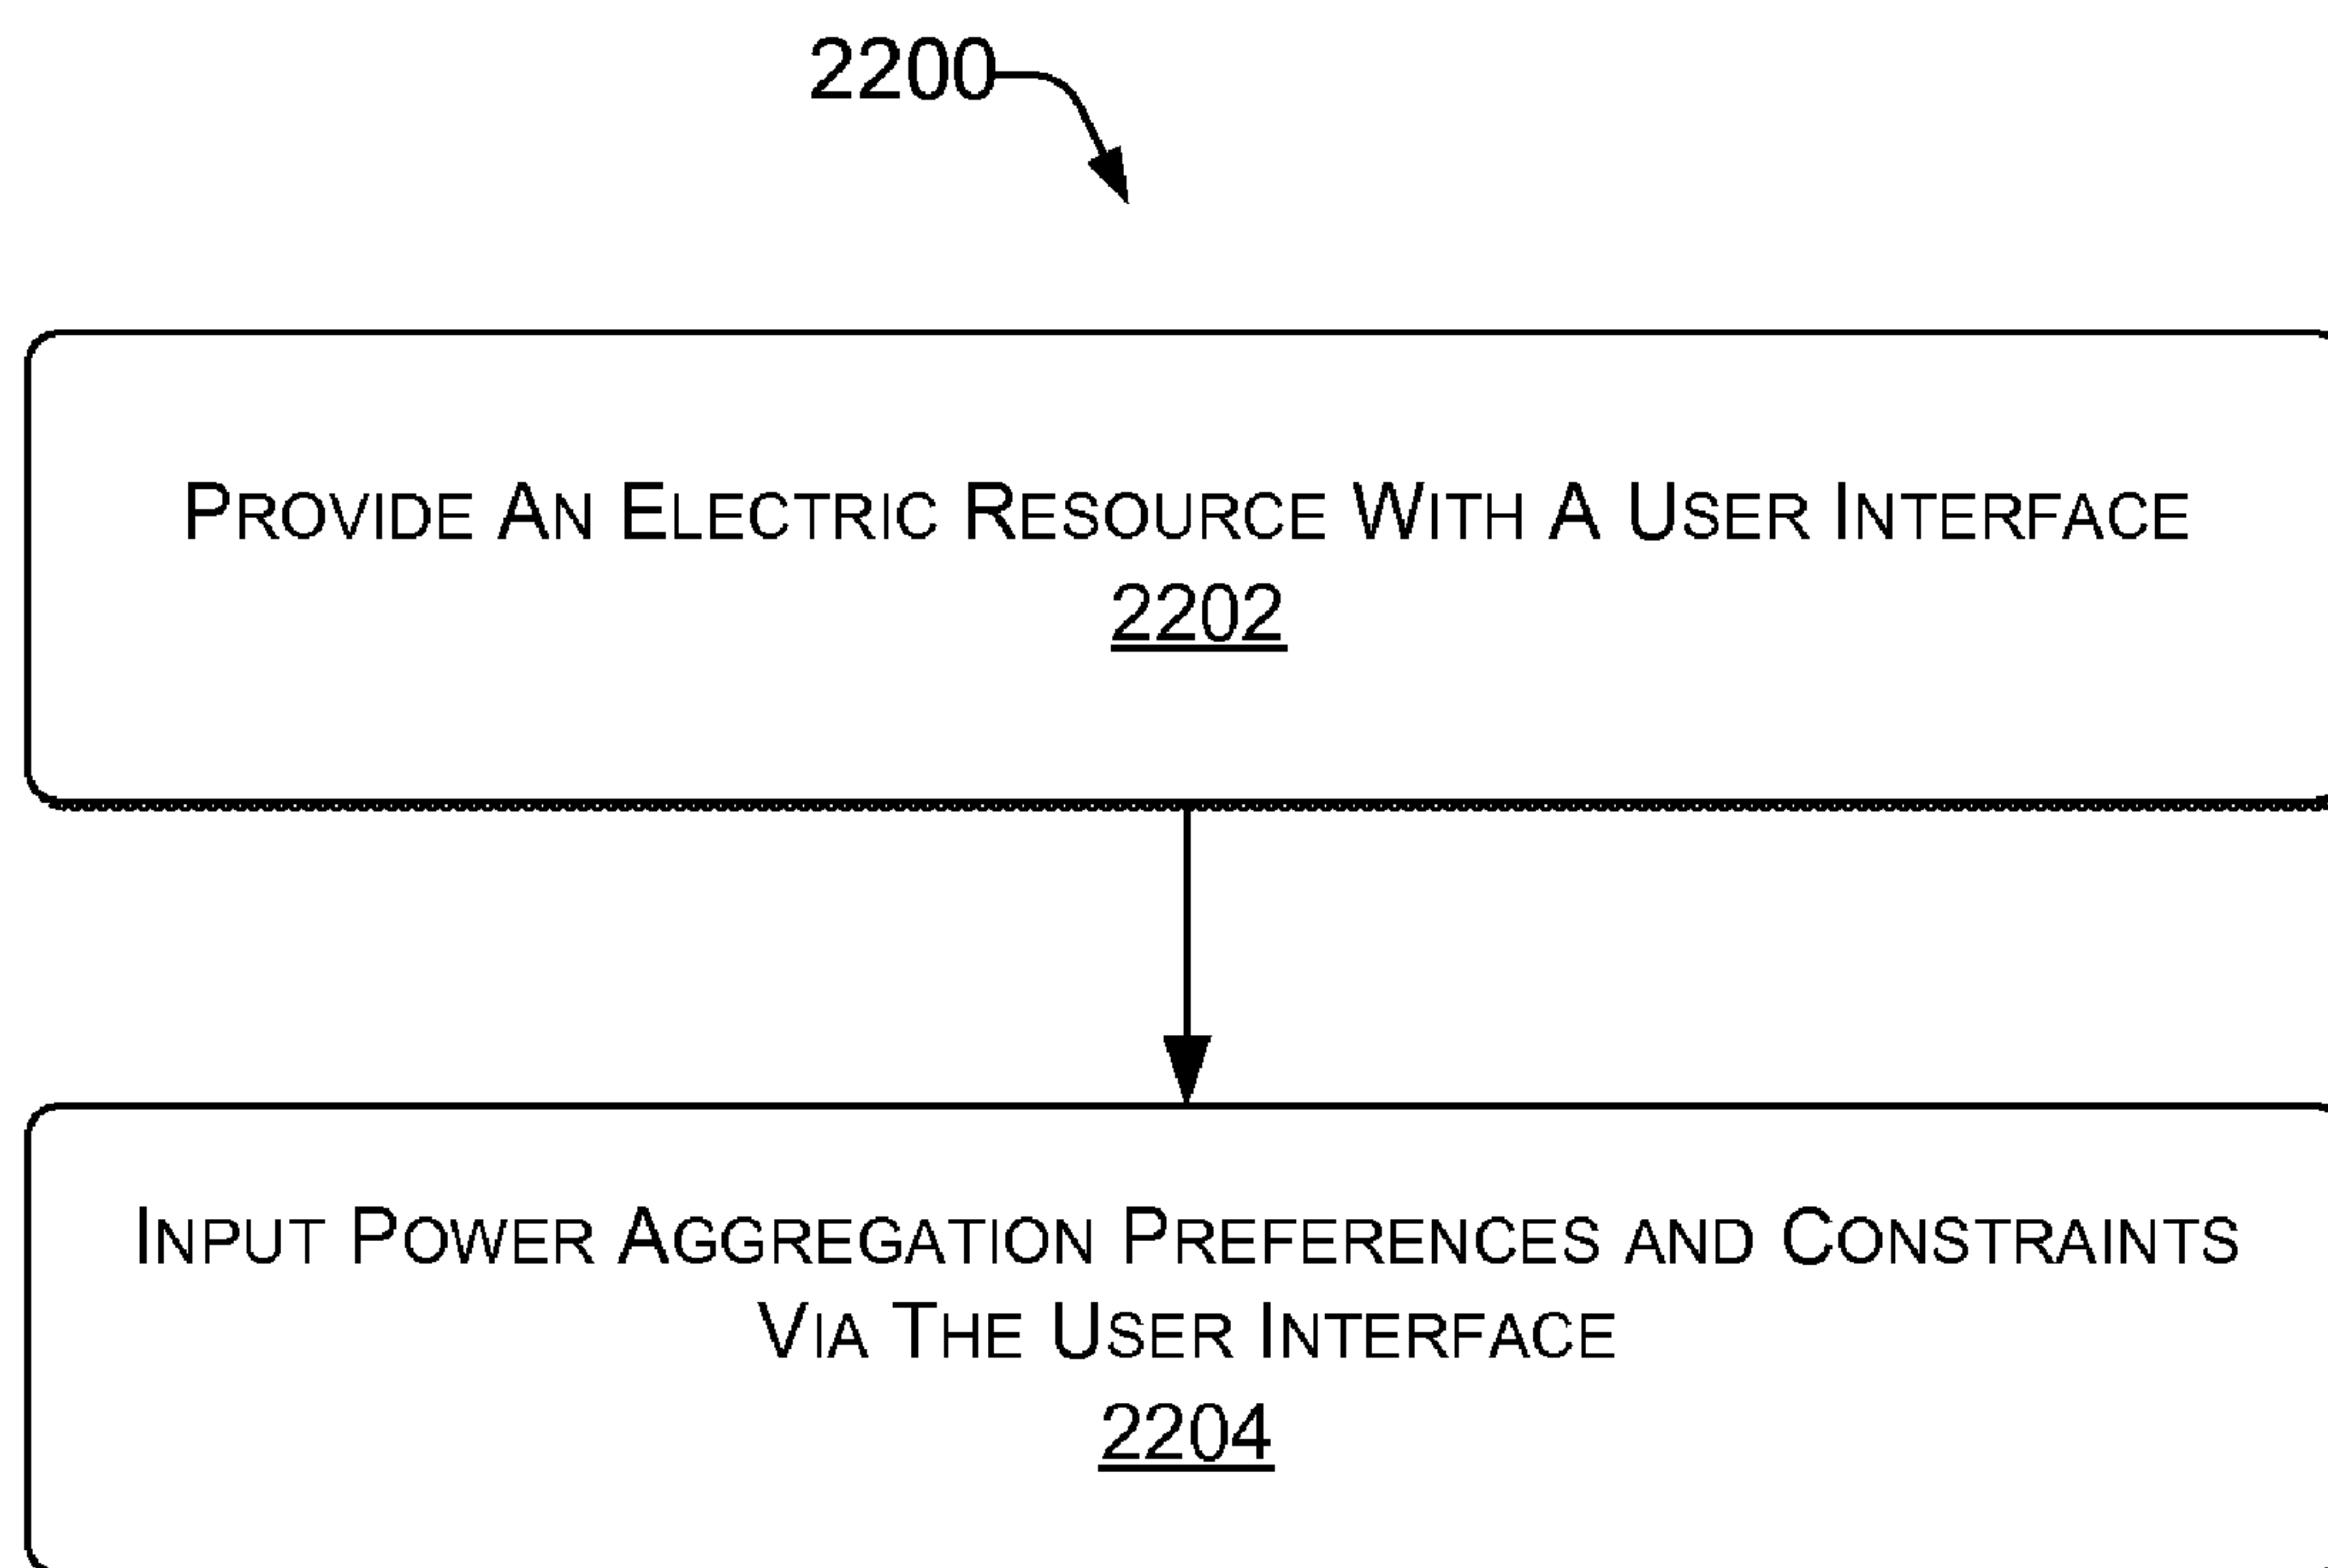 2200
PROVIDE AN ELECTRIC RESOURCE WITH A USER INTERFACE
2202
INPUT POWER AGGREGATION PREFERENCES AND CONSTRAINTS
VIA THE USER INTERFACE
2204